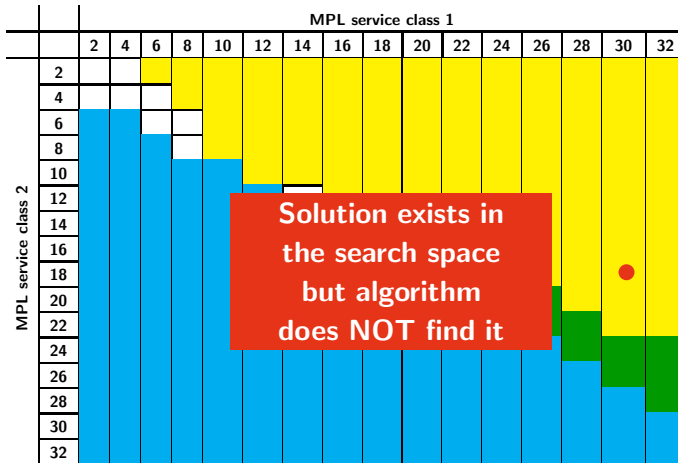 MPL service class 1
2 4 6 8 10 12 14 16 18 20 22 24 26 28 30 32
MPL service class 2
2
4
6
8
10
12
14
16
18
20
22
24
26
28
30
32
Solution exists in
the search space
but algorithm
does NOT find it